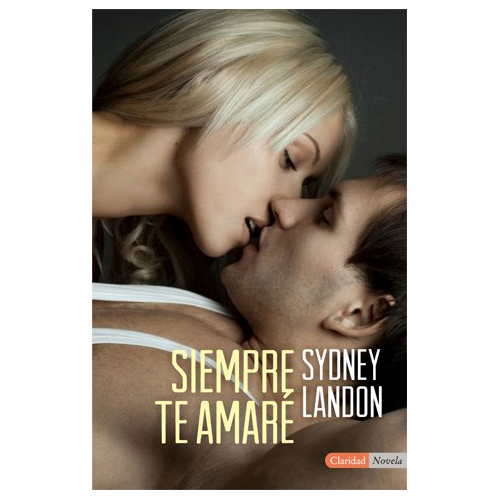 SIEMPRE
TE AMARÉ
SYDNEY
LANDON
Claridad Novela